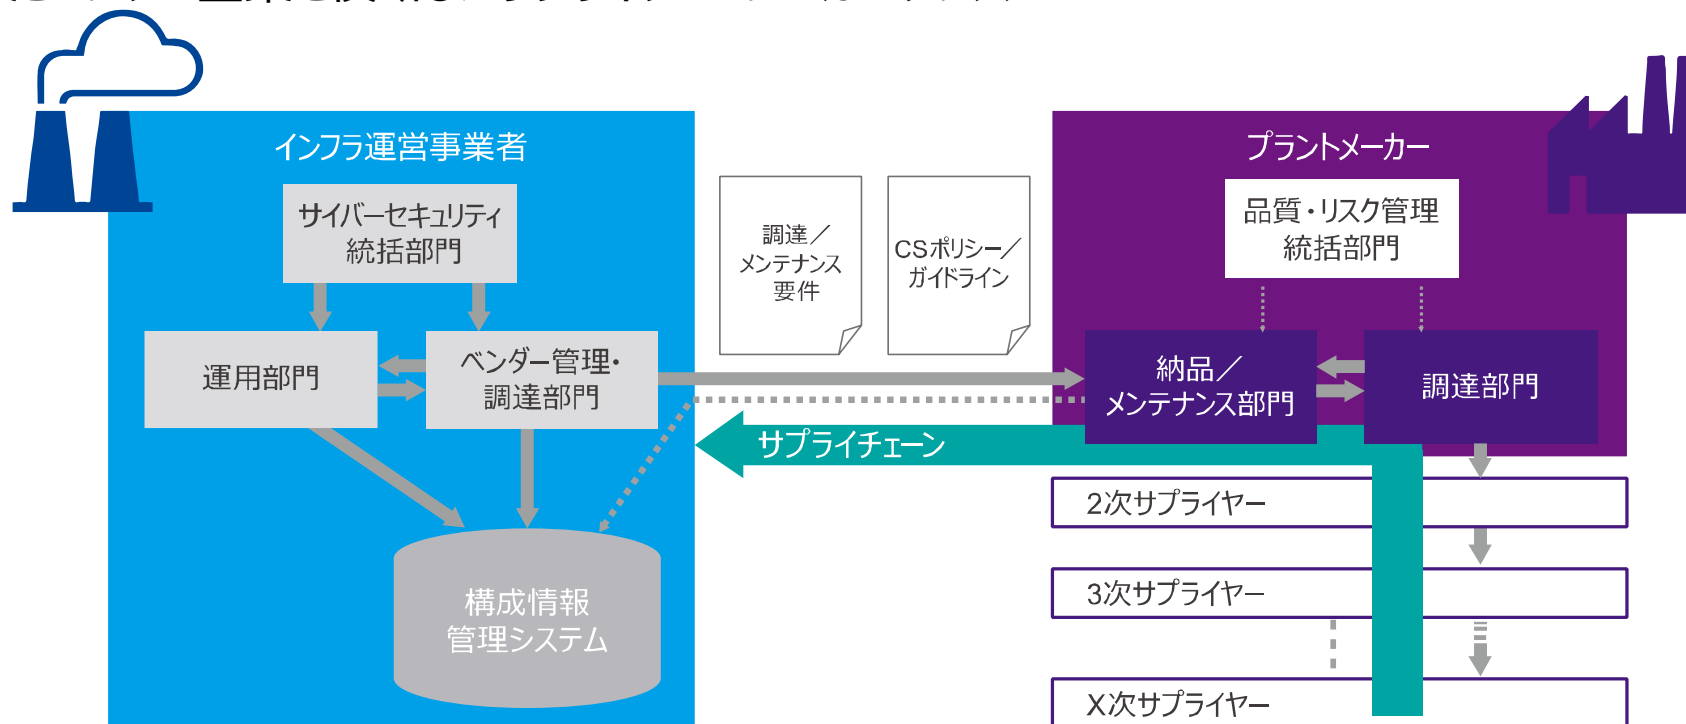 インフラ運営事業者
サイバーセキュリティ
統括部門
運用部門
ベンダー管理・
調達部門
構成情報
管理システム
調達／
メンテナンス
要件
CSポリシー／
ガイドライン
サプライチェーン
プラントメーカー
品質・リスク管理
統括部門
納品／
メンテナンス部門
調達部門
2次サプライヤー
3次サプライヤー
X次サプライヤー